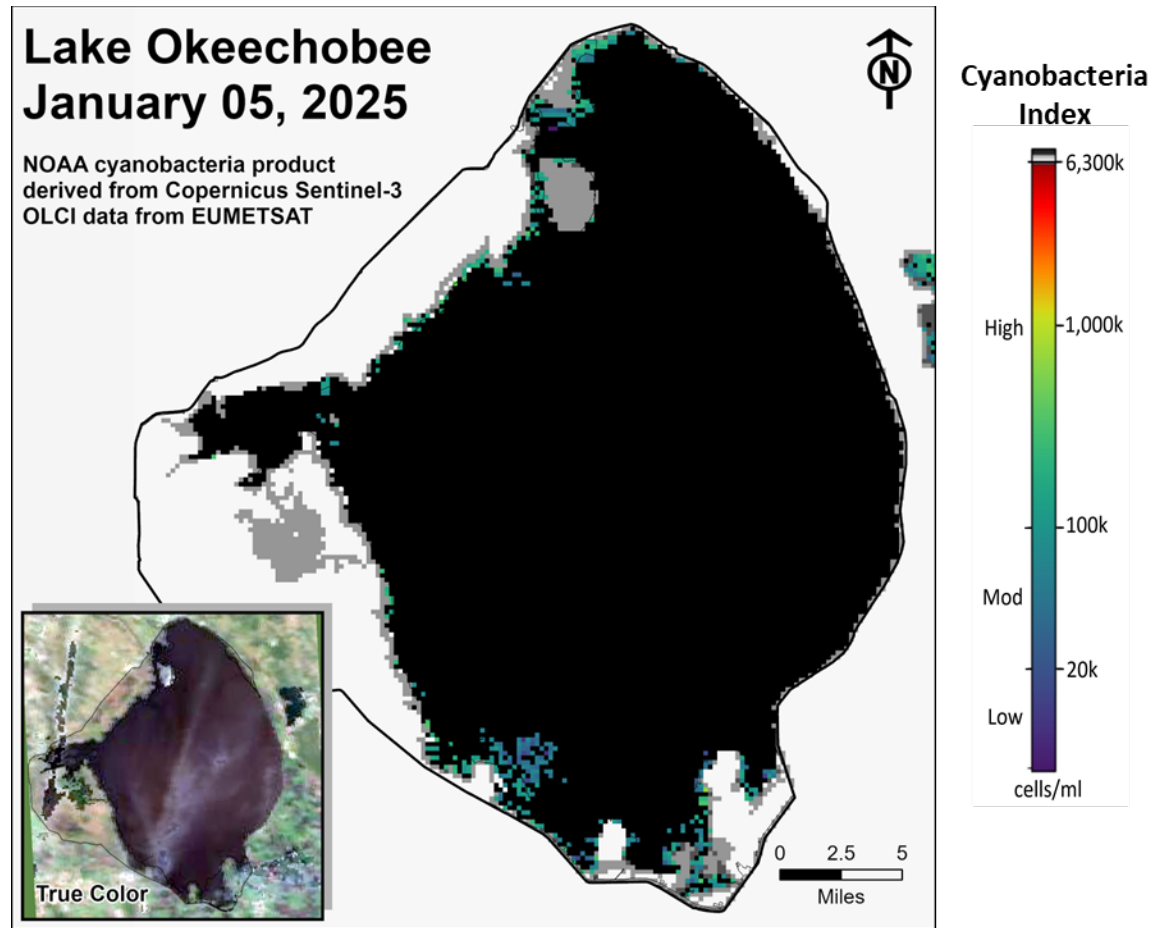 Lake Okeechobee
January 05, 2025
NOAA cyanobacteria product
derived from Copernicus Sentinel-3
OLCI data from EUMETSAT
N
Cyanobacteria
Index
6,300k
High
1,000k
100k
Mod
20k
Low
cells/ml
0 2.5 5
Miles
True Color